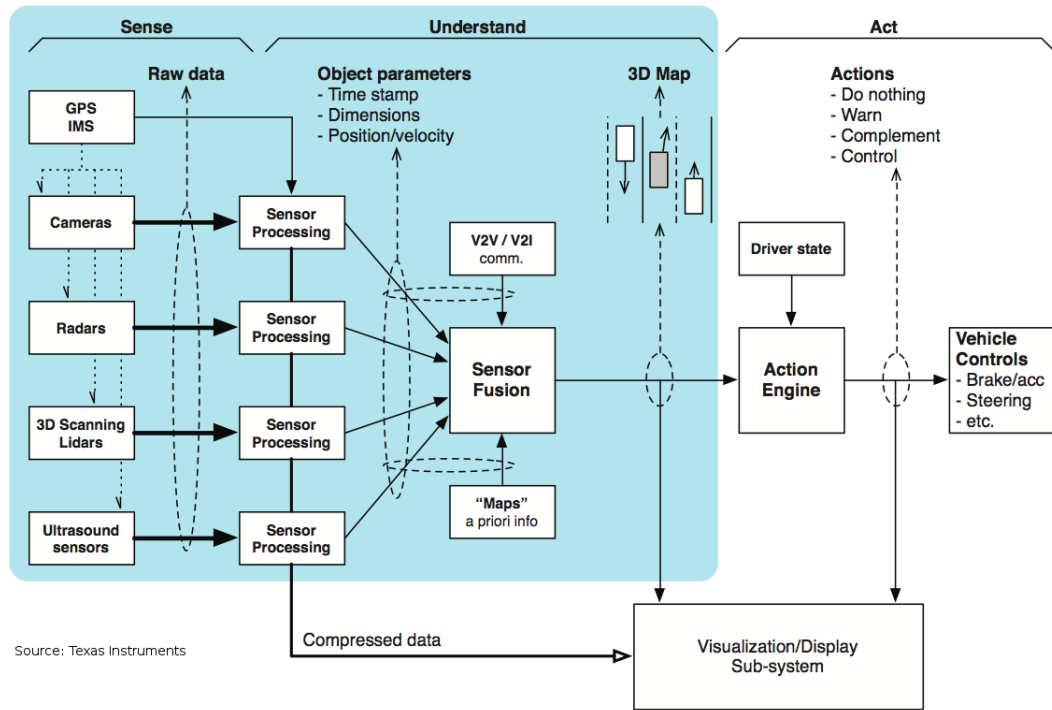 Sense
Understand
Act
Raw data
Object parameters
- Time stamp
- Dimensions
- Position/velocity
3D Map
Actions
- Do nothing
- Warn
- Complement
- Control
GPS
IMS
Cameras
Sensor
Processing
V2V / V2I
comm.
Driver state
Radars
Sensor
Processing
Sensor
Fusion
Action
Engine
Vehicle
Controls
- Brake/acc
- Steering
- etc.
3D Scanning
Lidars
Sensor
Processing
“Maps”
a priori info
Ultrasound
sensors
Sensor
Processing
Compressed data
Visualization/Display
Sub-system
Source: Texas Instruments